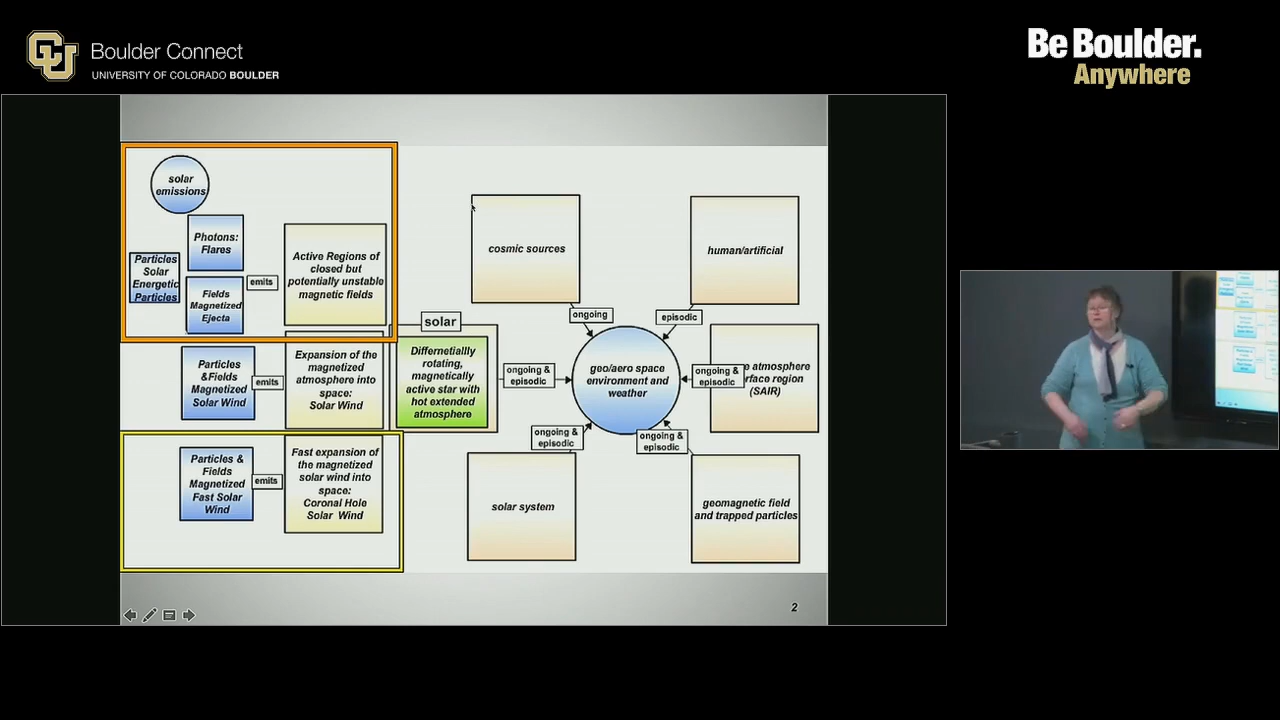 Boulder Connect
UNIVERSITY OF COLORADO BOULDER
Be Boulder.
Anywhere
solar
emissions
Photons:
Flares
Particles
Solar
Energetic
Particles
Fields
Magnetized
Ejecta
emits
Active Regions of
closed but
potentially unstable
magnetic fields
Particles
&Fields
Magnetized
Solar Wind
emits
Expansion of the
magnetized
atmosphere into
space:
Solar Wind
Particles &
Fields
Magnetized
Fast Solar
Wind
emits
Fast expansion of
the magnetized
solar wind into
space:
Coronal Hole
Solar Wind
solar
Differnetiallly
rotating,
magnetically
active star with
hot extended
atmosphere
ongoing &
episodic
cosmic sources
ongoing
human/artificial
episodic
geo/aero space
environment and
weather
ongoing &
episodic
e atmosphere
rface region
(SAIR)
ongoing &
episodic
solar system
ongoing &
episodic
geomagnetic field
and trapped particles
2